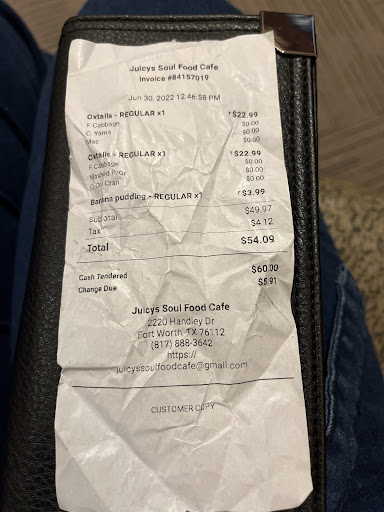 Juicys Soul Food Cafe
Invoice #84157019
Jun 30, 2022 12:46:58 PM
Oxtails - REGULAR x1 T$22.99
F. Cabbage $0.00
C. Yams $0.00
Mac $0.00
Oxtails - REGULAR x1 T$22.99
F Cabbage $0.00
Mashed $0.00
Cran $0.00
Banana pudding - REGULAR x1 T$3.99
Subtotal $49.97
Tax $4.12
Total $54.09
Cash Tendered $60.00
Change Due $5.91
Juicys Soul Food Cafe
2220 Handley Dr
Fort Worth, TX 76112
(817) 888-3642
https://
juicyssoulfoodcafe@gmail.com
CUSTOMER COPY